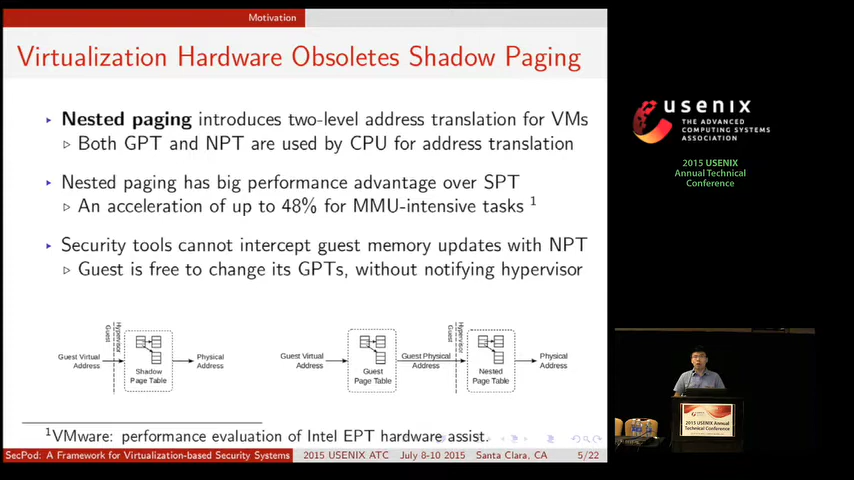 Motivation
Virtualization Hardware Obsoletes Shadow Paging
▸ Nested paging introduces two-level address translation for VMs
▷ Both GPT and NPT are used by CPU for address translation
▸ Nested paging has big performance advantage over SPT
▷ An acceleration of up to 48% for MMU-intensive tasks 1
▸ Security tools cannot intercept guest memory updates with NPT
▷ Guest is free to change its GPTs, without notifying hypervisor
Hypervisor
Guest
Guest Virtual
Address
Shadow
Page Table
Physical
Address
Guest Virtual
Address
Guest
Page Table
Guest Physical
Address
Hypervisor
Guest
Nested
Page Table
Physical
Address
1VMware: performance evaluation of Intel EPT hardware assist.
SecPod: A Framework for Virtualization-based Security Systems
2015 USENIX ATC July 8-10 2015 Santa Clara, CA 5/22
usenix
THE ADVANCED
COMPUTING SYSTEMS
ASSOCIATION
2015 USENIX
Annual Technical
Conference
2015 USENIX Annual
Technical Conference